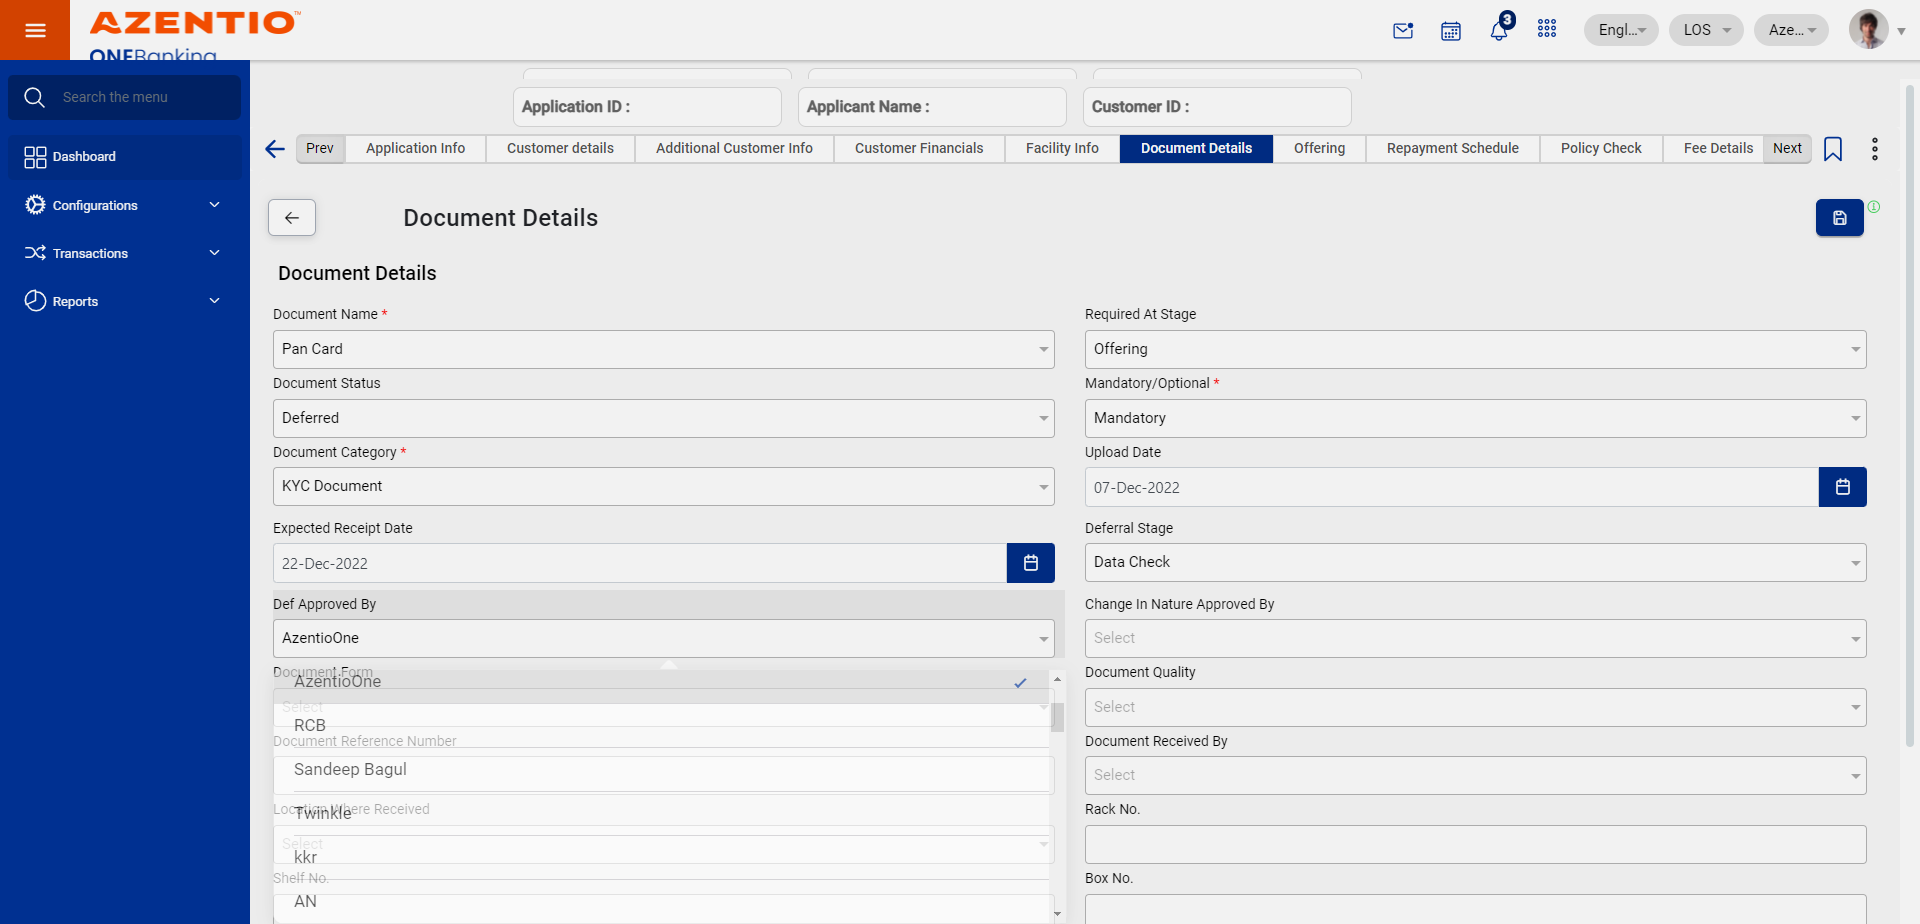 AZENTIO™
ONEBanking
3
Engl...
LOS
Aze...
Search the menu
Dashboard
Configurations
Transactions
Reports
Application ID :
Applicant Name :
Customer ID :
Prev
Application Info
Customer details
Additional Customer Info
Customer Financials
Facility Info
Document Details
Offering
Repayment Schedule
Policy Check
Fee Details
Next
Document Details
1
Document Details
Document Name *
Required At Stage
Pan Card
Offering
Document Status
Mandatory/Optional *
Deferred
Mandatory
Document Category *
Upload Date
KYC Document
07-Dec-2022
Expected Receipt Date
Deferral Stage
22-Dec-2022
Data Check
Def Approved By
Change In Nature Approved By
AzentioOne
Select
Document Form
Document Quality
AzentioOne
Select
Select
RCB
Document Reference Number
Document Received By
Sandeep Bagul
Select
Location Where Received
Rack No.
Twinkle
Select
kkr
Shelf No.
Box No.
AN